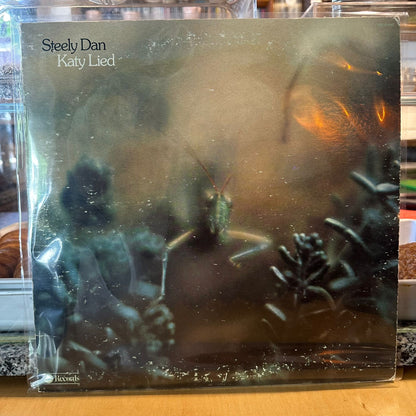 Steely Dan
Katy Lied
Records